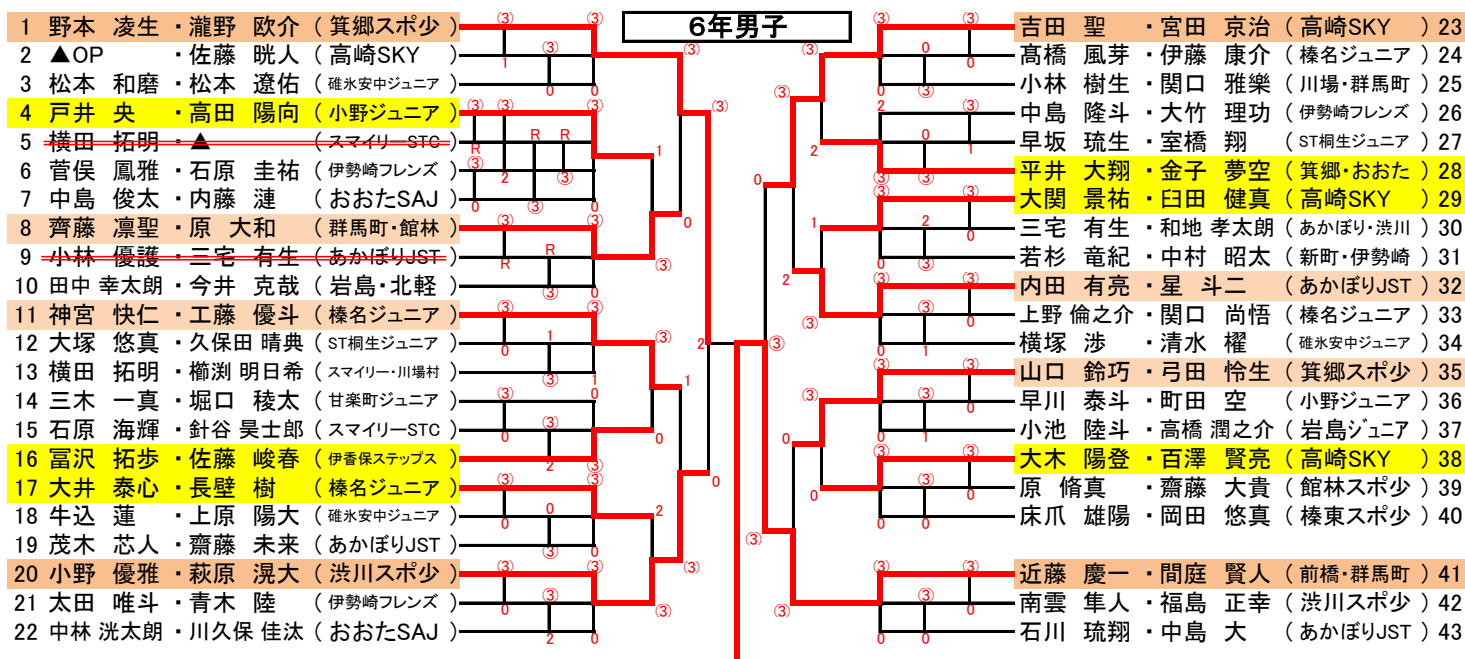 6年男子
1 野本 凌生 ・瀧野 欧介 ( 箕郷スポ少 )
2 ▲OP ・佐藤 晄人 ( 高崎SKY )
3 松本 和磨 ・松本 遼佑 ( 碓氷安中ジュニア )
4 戸井 央 ・高田 陽向 ( 小野ジュニア )
5 横田 拓明 ・▲ ( スマイリーSTC )
6 菅俣 鳳雅 ・石原 圭祐 ( 伊勢崎フレンズ )
7 中島 俊太 ・内藤 漣 ( おおたSAJ )
8 齊藤 凛聖 ・原 大和 ( 群馬町・館林 )
9 小林 優護 ・三宅 有生 ( あかぼりJST )
10 田中 幸太朗 ・今井 克哉 ( 岩島・北軽 )
11 神宮 快仁 ・工藤 優斗 ( 榛名ジュニア )
12 大塚 悠真 ・久保田 晴典 ( ST桐生ジュニア )
13 横田 拓明 ・櫛渕 明日希 ( スマイリー・川場村 )
14 三木 一真 ・堀口 稜太 ( 甘楽町ジュニア )
15 石原 海輝 ・針谷 昊士郎 ( スマイリーSTC )
16 冨沢 拓歩 ・佐藤 峻春 ( 伊香保ステップス )
17 大井 泰心 ・長壁 樹 ( 榛名ジュニア )
18 牛込 蓮 ・上原 陽大 ( 碓氷安中ジュニア )
19 茂木 芯人 ・齋藤 未来 ( あかぼりJST )
20 小野 優雅 ・萩原 滉大 ( 渋川スポ少 )
21 太田 唯斗 ・青木 陸 ( 伊勢崎フレンズ )
22 中林 洸太朗 ・川久保 佳汰 ( おおたSAJ )
吉田 聖 ・宮田 京治 ( 高崎SKY ) 23
髙橋 風芽 ・伊藤 康介 ( 榛名ジュニア ) 24
小林 樹生 ・関口 雅樂 ( 川場・群馬町 ) 25
中島 隆斗 ・大竹 理功 ( 伊勢崎フレンズ ) 26
早坂 琉生 ・室橋 翔 ( ST桐生ジュニア ) 27
平井 大翔 ・金子 夢空 ( 箕郷・おおた ) 28
大関 景祐 ・臼田 健真 ( 高崎SKY ) 29
三宅 有生 ・和地 孝太朗 ( あかぼり・渋川 ) 30
若杉 竜紀 ・中村 昭太 ( 新町・伊勢崎 ) 31
内田 有亮 ・星 斗二 ( あかぼりJST ) 32
上野 倫之介 ・関口 尚悟 ( 榛名ジュニア ) 33
横塚 渉 ・清水 櫂 ( 碓氷安中ジュニア ) 34
山口 鈴巧 ・弓田 怜生 ( 箕郷スポ少 ) 35
早川 泰斗 ・町田 空 ( 小野ジュニア ) 36
小池 陸斗 ・高橋 潤之介 ( 岩島ジュニア ) 37
大木 陽登 ・百澤 賢亮 ( 高崎SKY ) 38
原 脩真 ・齋藤 大貴 ( 館林スポ少 ) 39
床爪 雄陽 ・岡田 悠真 ( 榛東スポ少 ) 40
近藤 慶一 ・間庭 賢人 ( 前橋・群馬町 ) 41
南雲 隼人 ・福島 正幸 ( 渋川スポ少 ) 42
石川 琉翔 ・中島 大 ( あかぼりJST ) 43